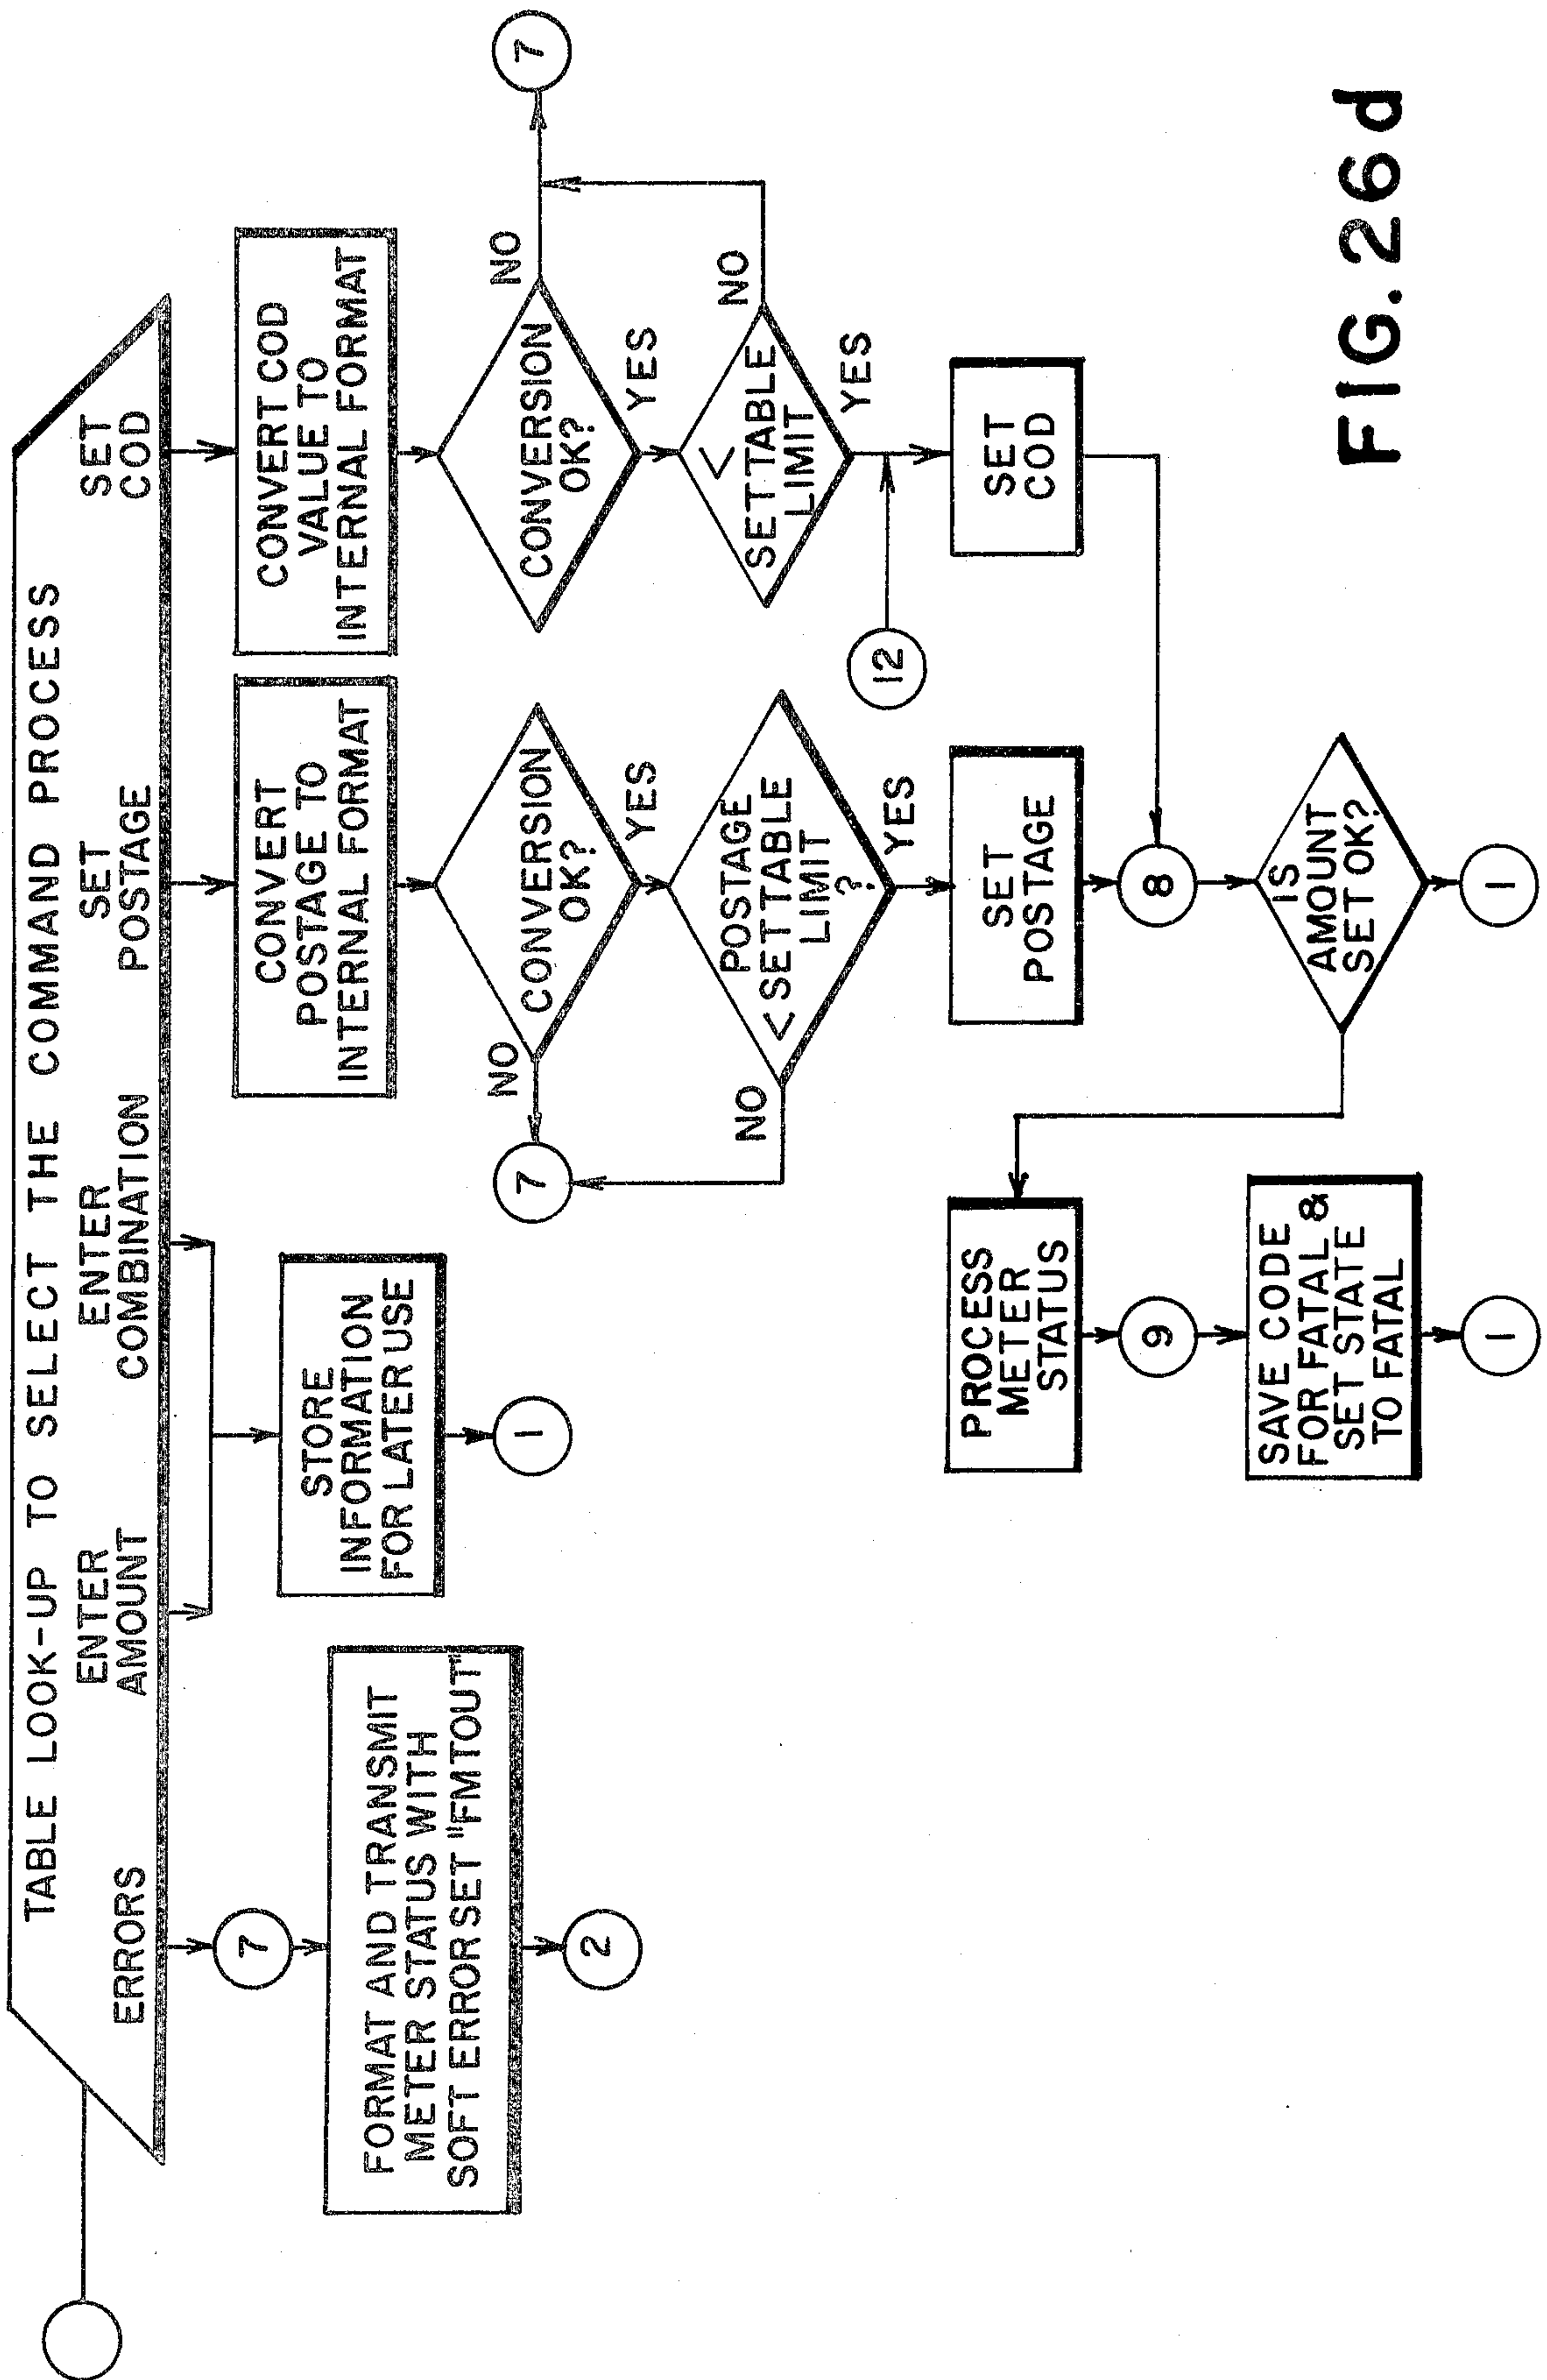 TABLE LOOK-UP TO SELECT THE COMMAND PROCESS
ERRORS
ENTER
AMOUNT
ENTER
COMBINATION
SET
POSTAGE
SET
COD
7
FORMAT AND TRANSMIT
METER STATUS WITH
SOFT ERROR SET "FMTOUT"
2
STORE
INFORMATION
FOR LATER USE
1
CONVERT
POSTAGE TO
INTERNAL FORMAT
CONVERSION
OK?
NO
7
YES
POSTAGE
< SETTABLE
LIMIT
?
NO
YES
SET
POSTAGE
8
IS
AMOUNT
SET OK?
1
CONVERT COD
VALUE TO
INTERNAL FORMAT
CONVERSION
OK?
NO
7
YES
<
SETTABLE
LIMIT
NO
YES
12
SET
COD
PROCESS
METER
STATUS
9
SAVE CODE
FOR FATAL &
SET STATE
TO FATAL
1
FIG. 26d